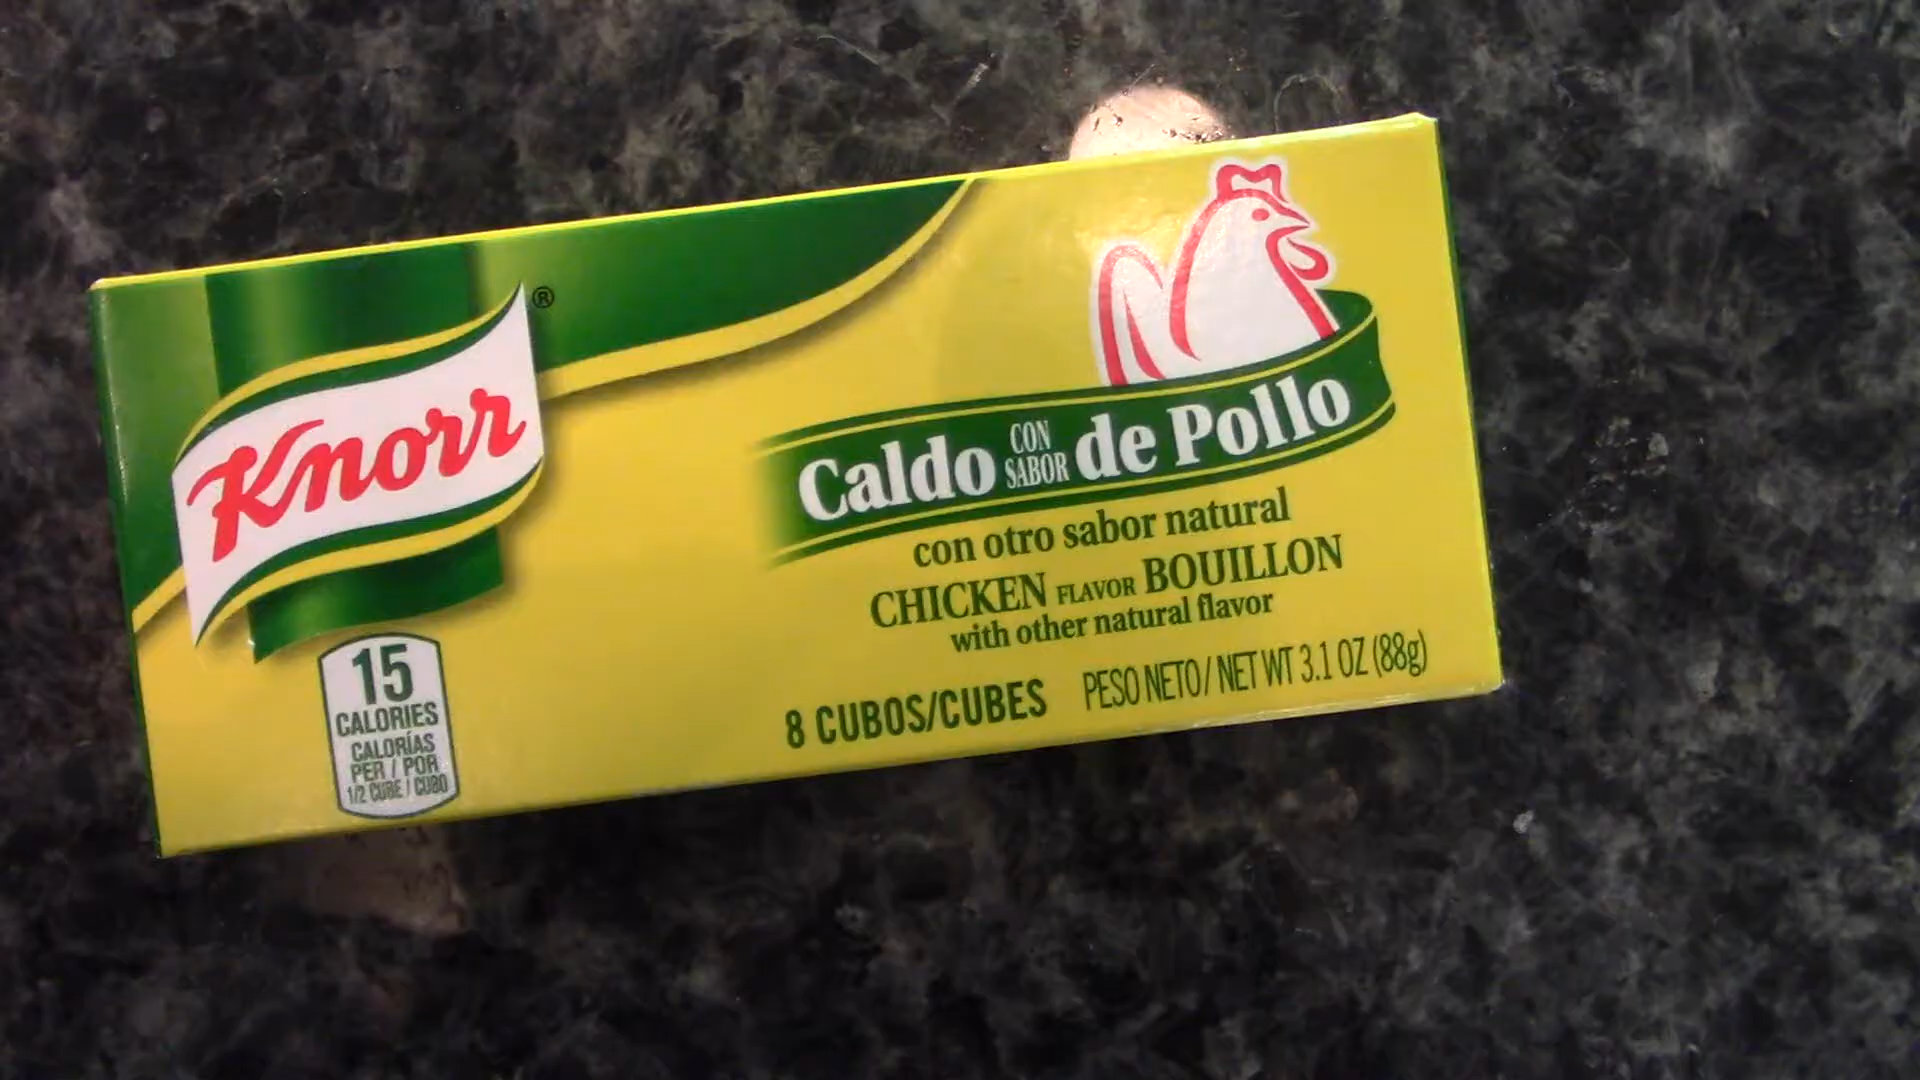 Knorr®
Caldo CON SABOR de Pollo
con otro sabor natural
CHICKEN FLAVOR BOUILLON
with other natural flavor
8 CUBOS/CUBES PESO NETO/NET WT 3.1 OZ (88g)
15
CALORIES
CALORÍAS
PER / POR
1/2 CUBE / CUBO